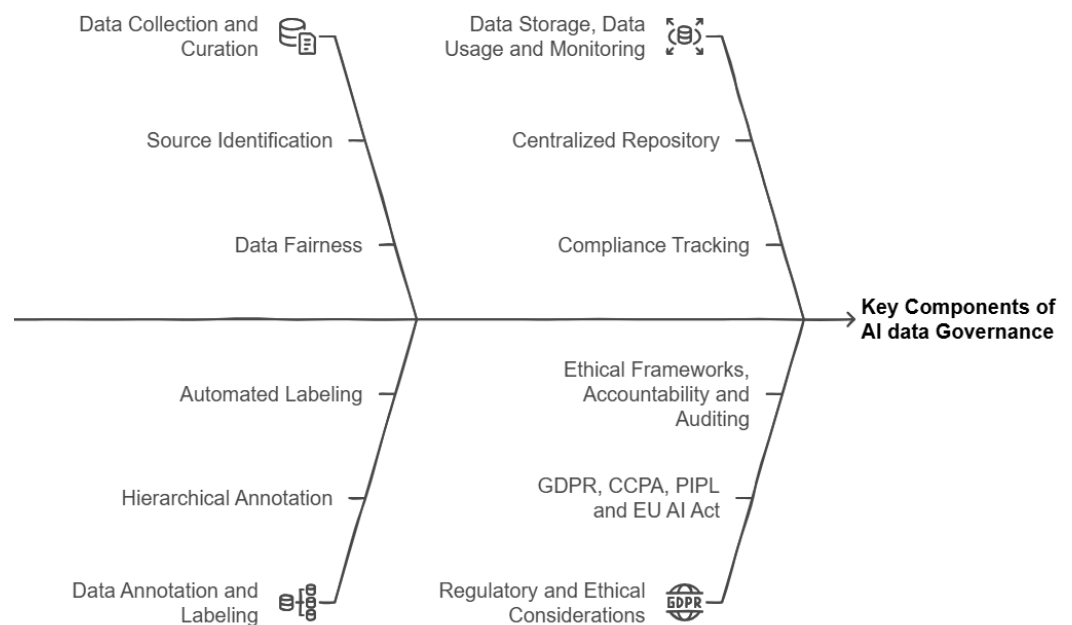 Data Collection and
Curation
Source Identification
Data Fairness
Data Storage, Data
Usage and Monitoring
Centralized Repository
Compliance Tracking
Key Components of
AI data Governance
Automated Labeling
Hierarchical Annotation
Data Annotation and
Labeling
Ethical Frameworks,
Accountability and
Auditing
GDPR, CCPA, PIPL
and EU AI Act
Regulatory and Ethical
Considerations
GDPR